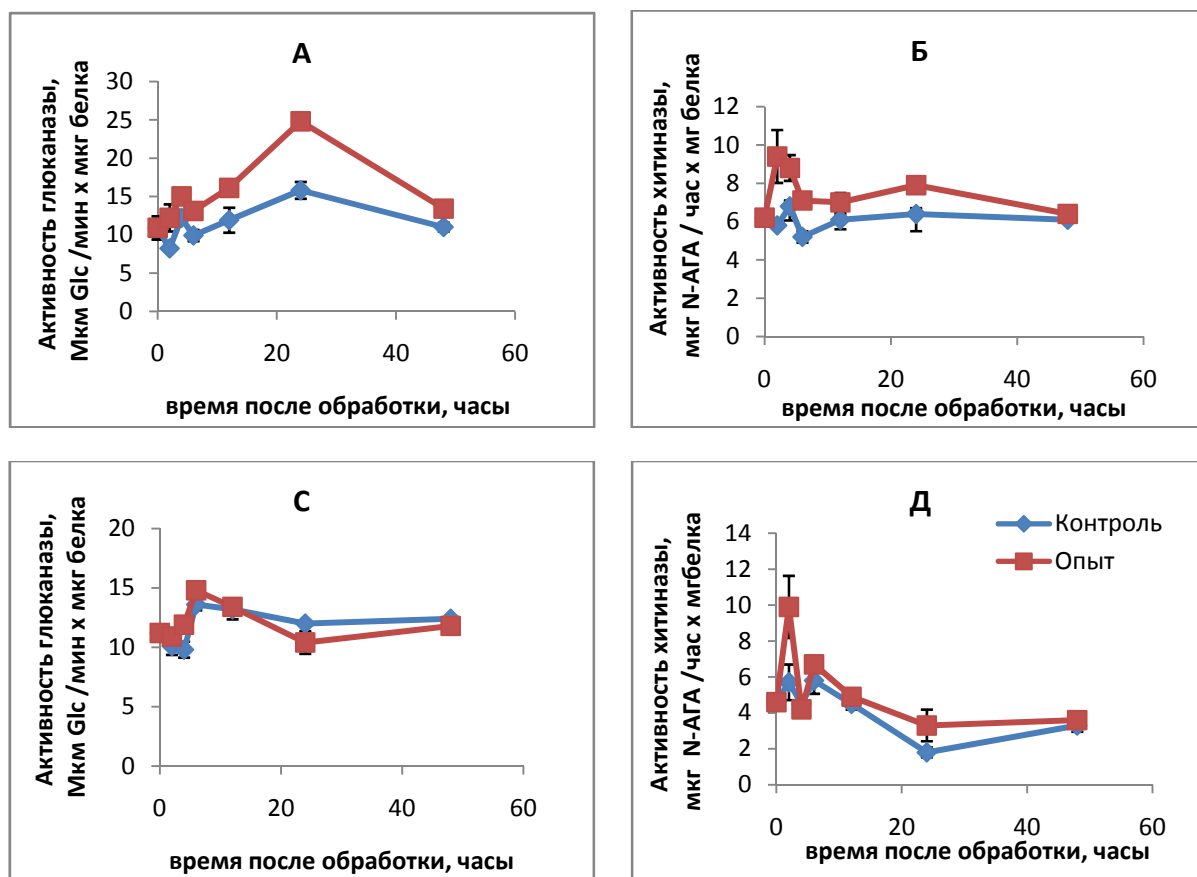 А
Активность глюканазы,
Мкм Glc /мин х мкг белка
30
25
20
15
10
5
0
0
20
40
60
время после обработки, часы
Б
Активность хитиназы,
мкг N-АГА / час х мг белка
12
10
8
6
4
2
0
0
20
40
60
время после обработки, часы
С
Активность глюканазы,
Мкм Glc /мин х мкг белка
20
15
10
5
0
0
20
40
60
время после обработки, часы
Д
Контроль
Опыт
Активность хитиназы,
мкг N-АГА /час х мгбелка
14
12
10
8
6
4
2
0
0
20
40
60
время после обработки, часы